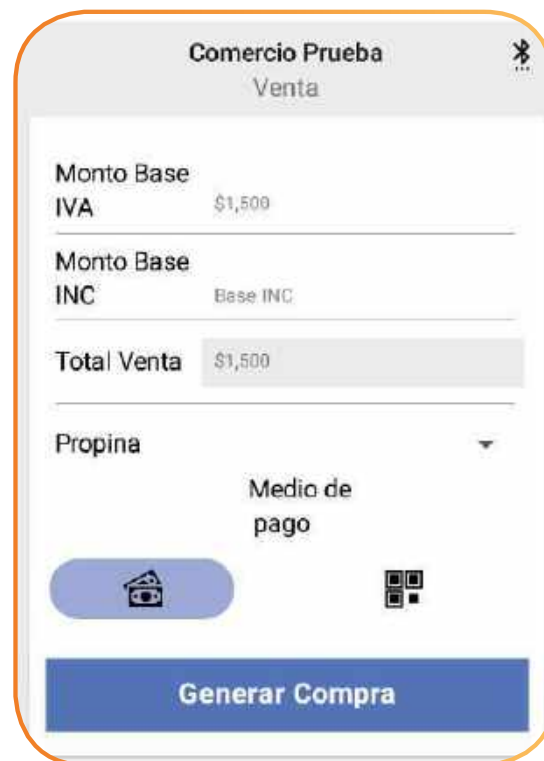 Comercio Prueba
Venta
Monto Base
IVA
$1,500
Monto Base
INC
Base INC
Total Venta
$1,500
Propina
Medio de
pago
Generar Compra